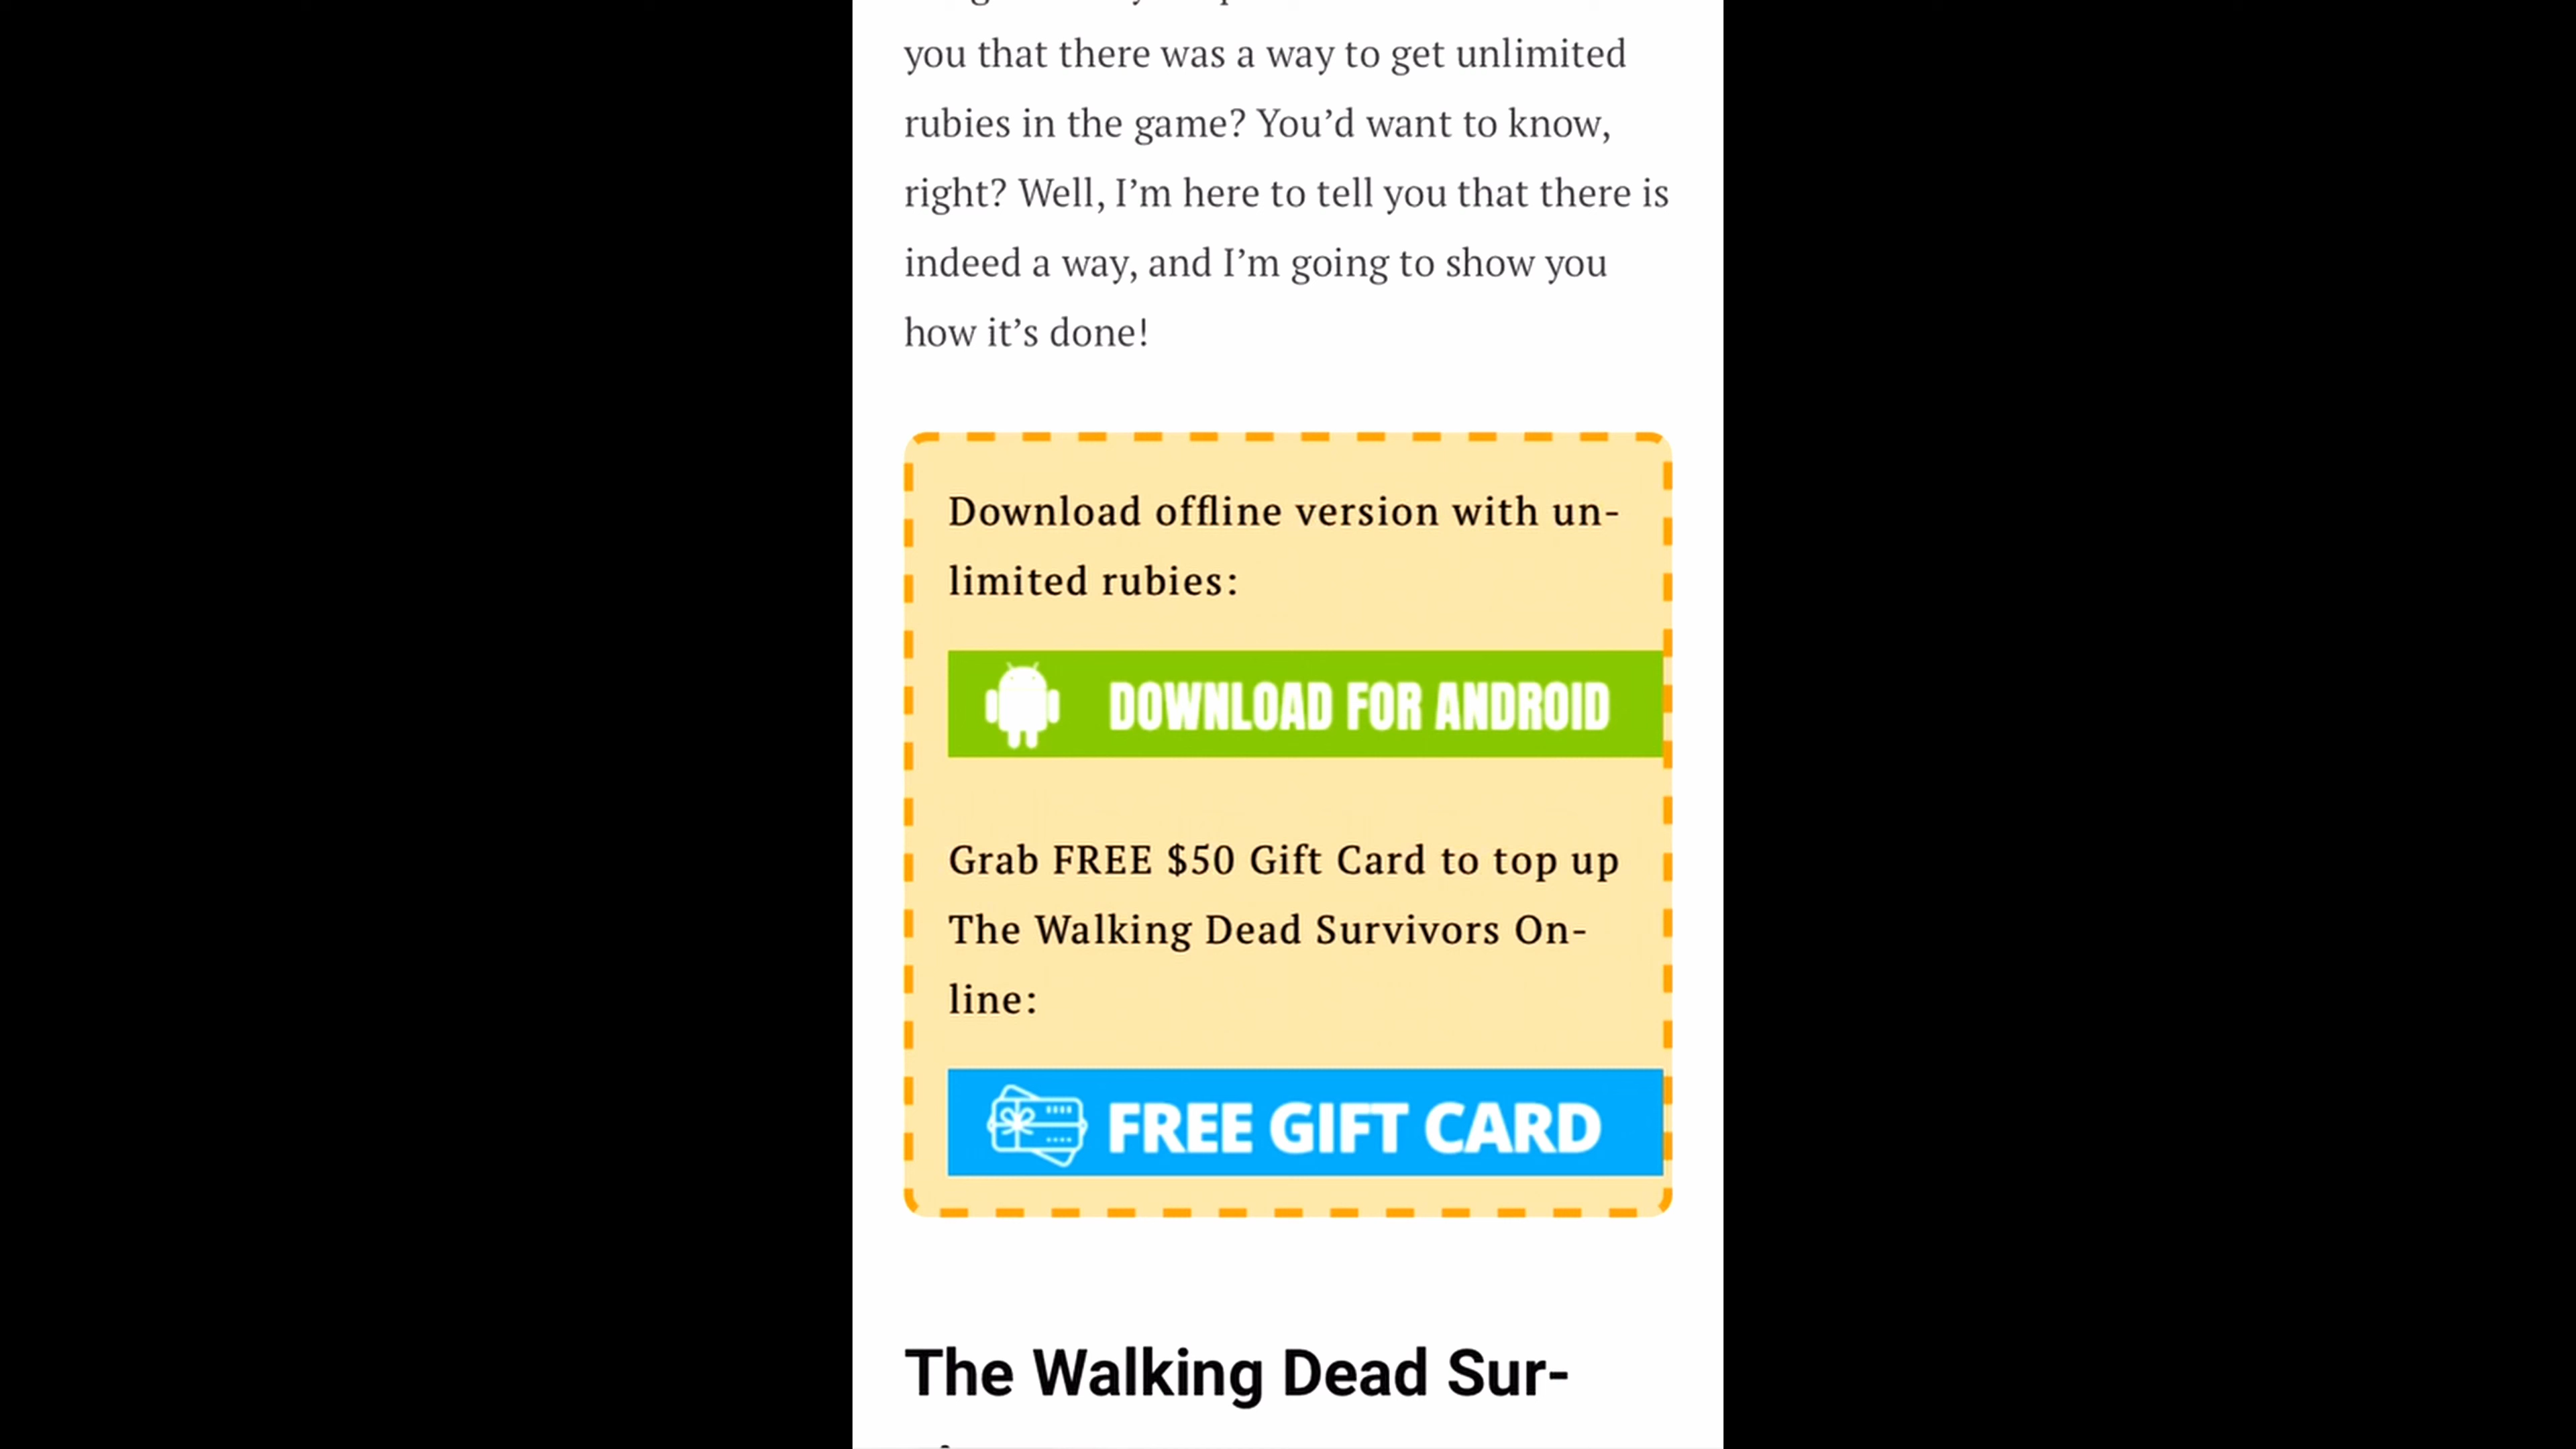 you that there was a way to get unlimited
rubies in the game? You’d want to know,
right? Well, I’m here to tell you that there is
indeed a way, and I’m going to show you
how it’s done!
Download offline version with un-
limited rubies:
DOWNLOAD FOR ANDROID
Grab FREE $50 Gift Card to top up
The Walking Dead Survivors On-
line:
FREE GIFT CARD
The Walking Dead Sur-